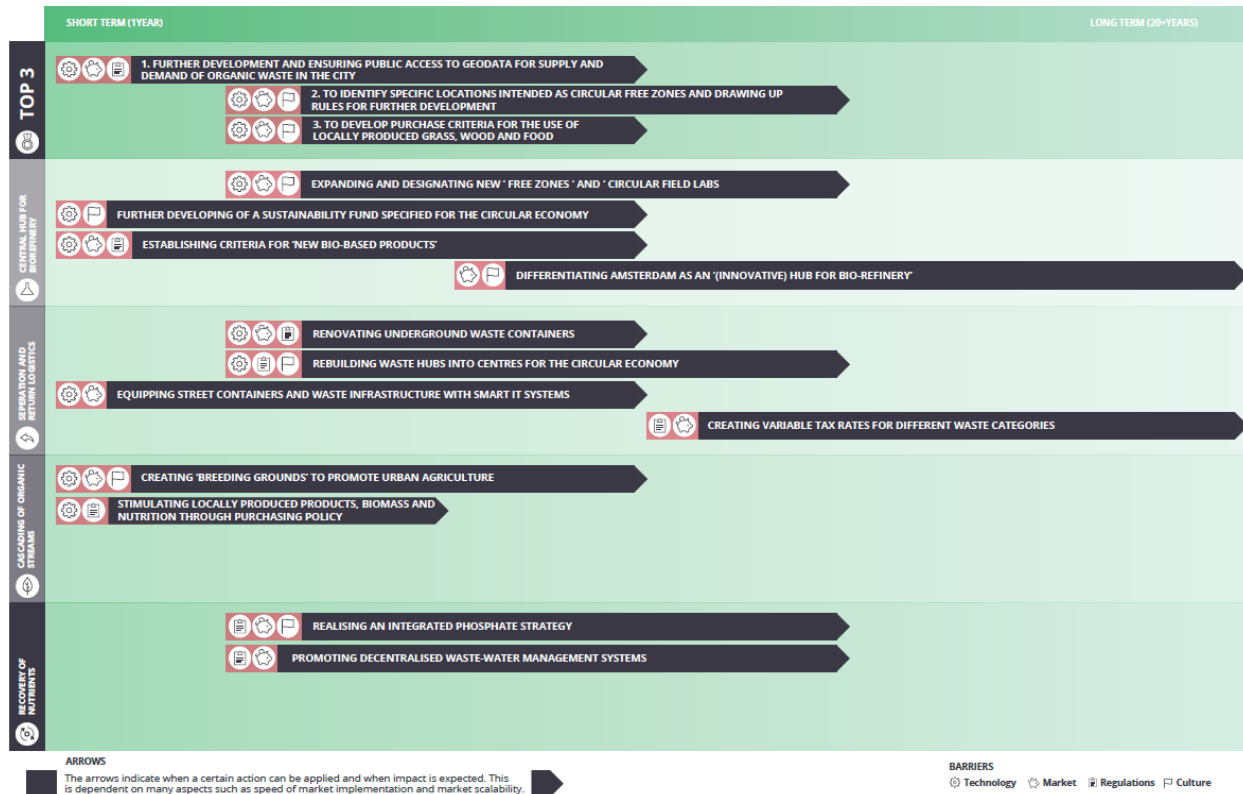 SHORT TERM (1YEAR)
LONG TERM (20+YEARS)
TOP 3
1. FURTHER DEVELOPMENT AND ENSURING PUBLIC ACCESS TO GEODATA FOR SUPPLY AND
DEMAND OF ORGANIC WASTE IN THE CITY
2. TO IDENTIFY SPECIFIC LOCATIONS INTENDED AS CIRCULAR FREE ZONES AND DRAWING UP
RULES FOR FURTHER DEVELOPMENT
3. TO DEVELOP PURCHASE CRITERIA FOR THE USE OF
LOCALLY PRODUCED GRASS, WOOD AND FOOD
CENTRAL HUB FOR
BIOREFINERY
EXPANDING AND DESIGNATING NEW ' FREE ZONES ' AND ' CIRCULAR FIELD LABS
FURTHER DEVELOPING OF A SUSTAINABILITY FUND SPECIFIED FOR THE CIRCULAR ECONOMY
ESTABLISHING CRITERIA FOR 'NEW BIO-BASED PRODUCTS'
DIFFERENTIATING AMSTERDAM AS AN '(INNOVATIVE) HUB FOR BIO-REFINERY'
SEPERATION AND
RETURN LOGISTICS
RENOVATING UNDERGROUND WASTE CONTAINERS
REBUILDING WASTE HUBS INTO CENTRES FOR THE CIRCULAR ECONOMY
EQUIPPING STREET CONTAINERS AND WASTE INFRASTRUCTURE WITH SMART IT SYSTEMS
CREATING VARIABLE TAX RATES FOR DIFFERENT WASTE CATEGORIES
CASCADING OF ORGANIC
STREAMS
CREATING 'BREEDING GROUNDS' TO PROMOTE URBAN AGRICULTURE
STIMULATING LOCALLY PRODUCED PRODUCTS, BIOMASS AND
NUTRITION THROUGH PURCHASING POLICY
RECOVERY OF
NUTRIENTS
REALISING AN INTEGRATED PHOSPHATE STRATEGY
PROMOTING DECENTRALISED WASTE-WATER MANAGEMENT SYSTEMS
ARROWS
The arrows indicate when a certain action can be applied and when impact is expected. This
is dependent on many aspects such as speed of market implementation and market scalability.
BARRIERS
Technology Market Regulations Culture